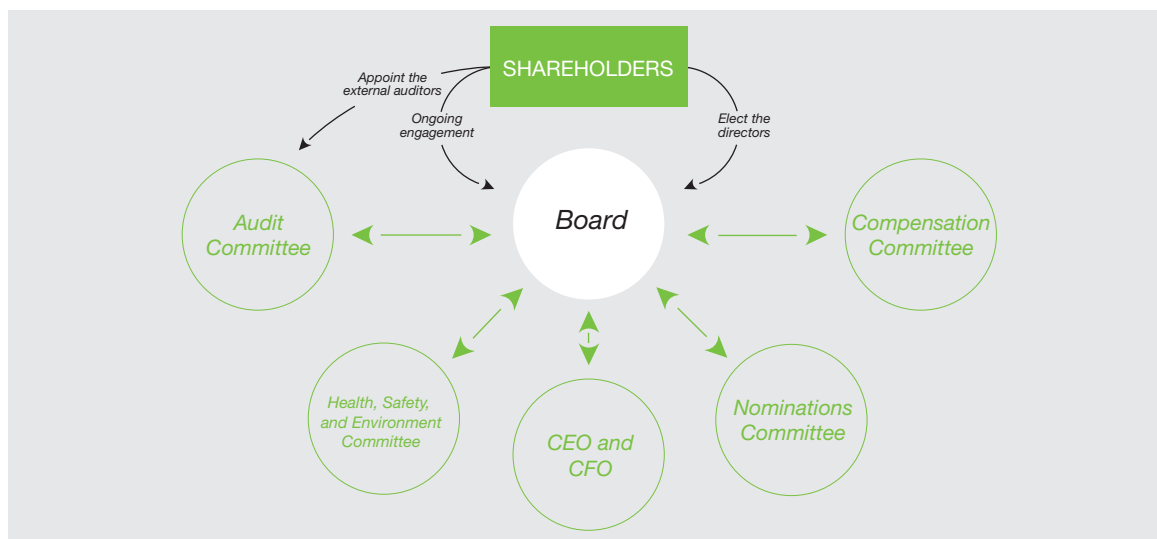 SHAREHOLDERS
Appoint the
external auditors
Ongoing
engagement
Elect the
directors
Audit
Committee
Board
Compensation
Committee
Health, Safety,
and Environment
Committee
CEO and
CFO
Nominations
Committee